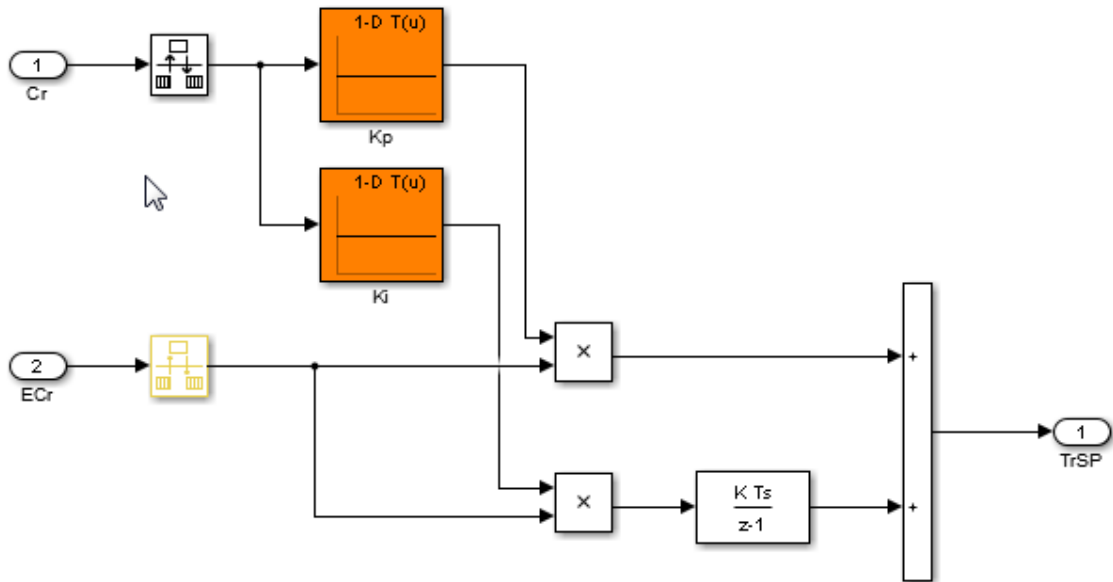 1
Cr
1-D T(u)
Kp
1-D T(u)
Ki
2
ECr
×
+
×
K Ts
z-1
+
1
TrSP